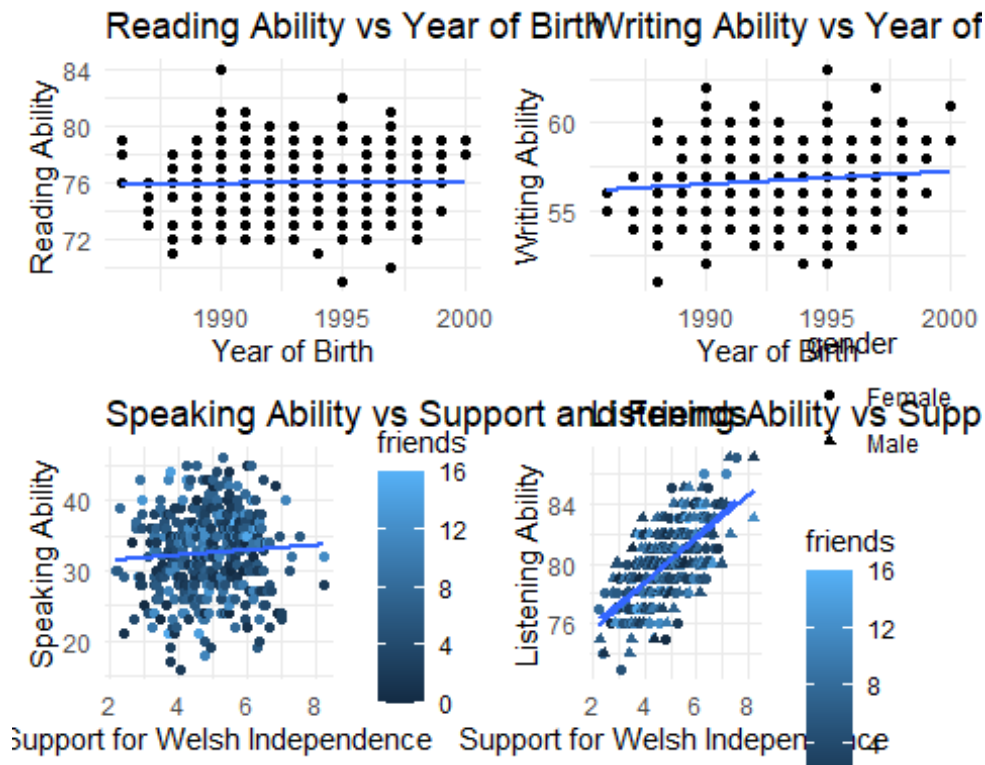 Reading Ability vs Year of Birth
Writing Ability vs Year of
Reading Ability
84
80
76
72
1990
1995
2000
Year of Birth
Writing Ability
60
55
1990
1995
2000
Year of Birth
gender
Female
Male
Speaking Ability vs Support and Friends
Listening Ability vs Supp
Speaking Ability
40
30
20
2
4
6
8
Support for Welsh Independence
friends
16
12
8
4
0
Listening Ability
84
80
76
2
4
6
8
Support for Welsh Independence
friends
16
12
8
4